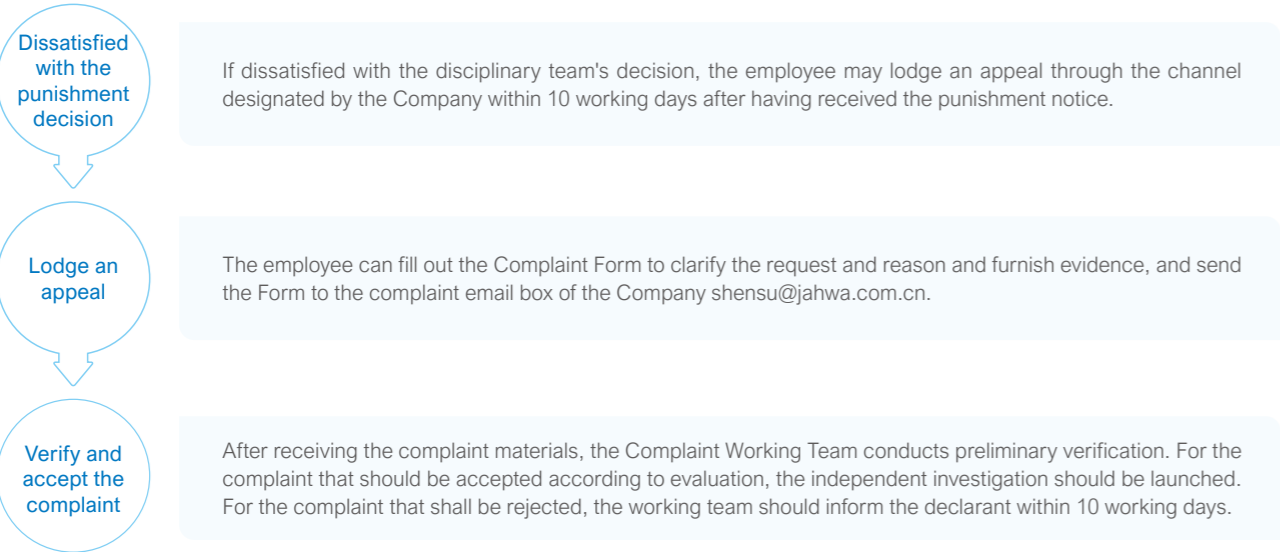 Dissatisfied
with the
punishment
decision
If dissatisfied with the disciplinary team's decision, the employee may lodge an appeal through the channel
designated by the Company within 10 working days after having received the punishment notice.
Lodge an
appeal
The employee can fill out the Complaint Form to clarify the request and reason and furnish evidence, and send
the Form to the complaint email box of the Company shensu@jahwa.com.cn.
Verify and
accept the
complaint
After receiving the complaint materials, the Complaint Working Team conducts preliminary verification. For the
complaint that should be accepted according to evaluation, the independent investigation should be launched.
For the complaint that shall be rejected, the working team should inform the declarant within 10 working days.